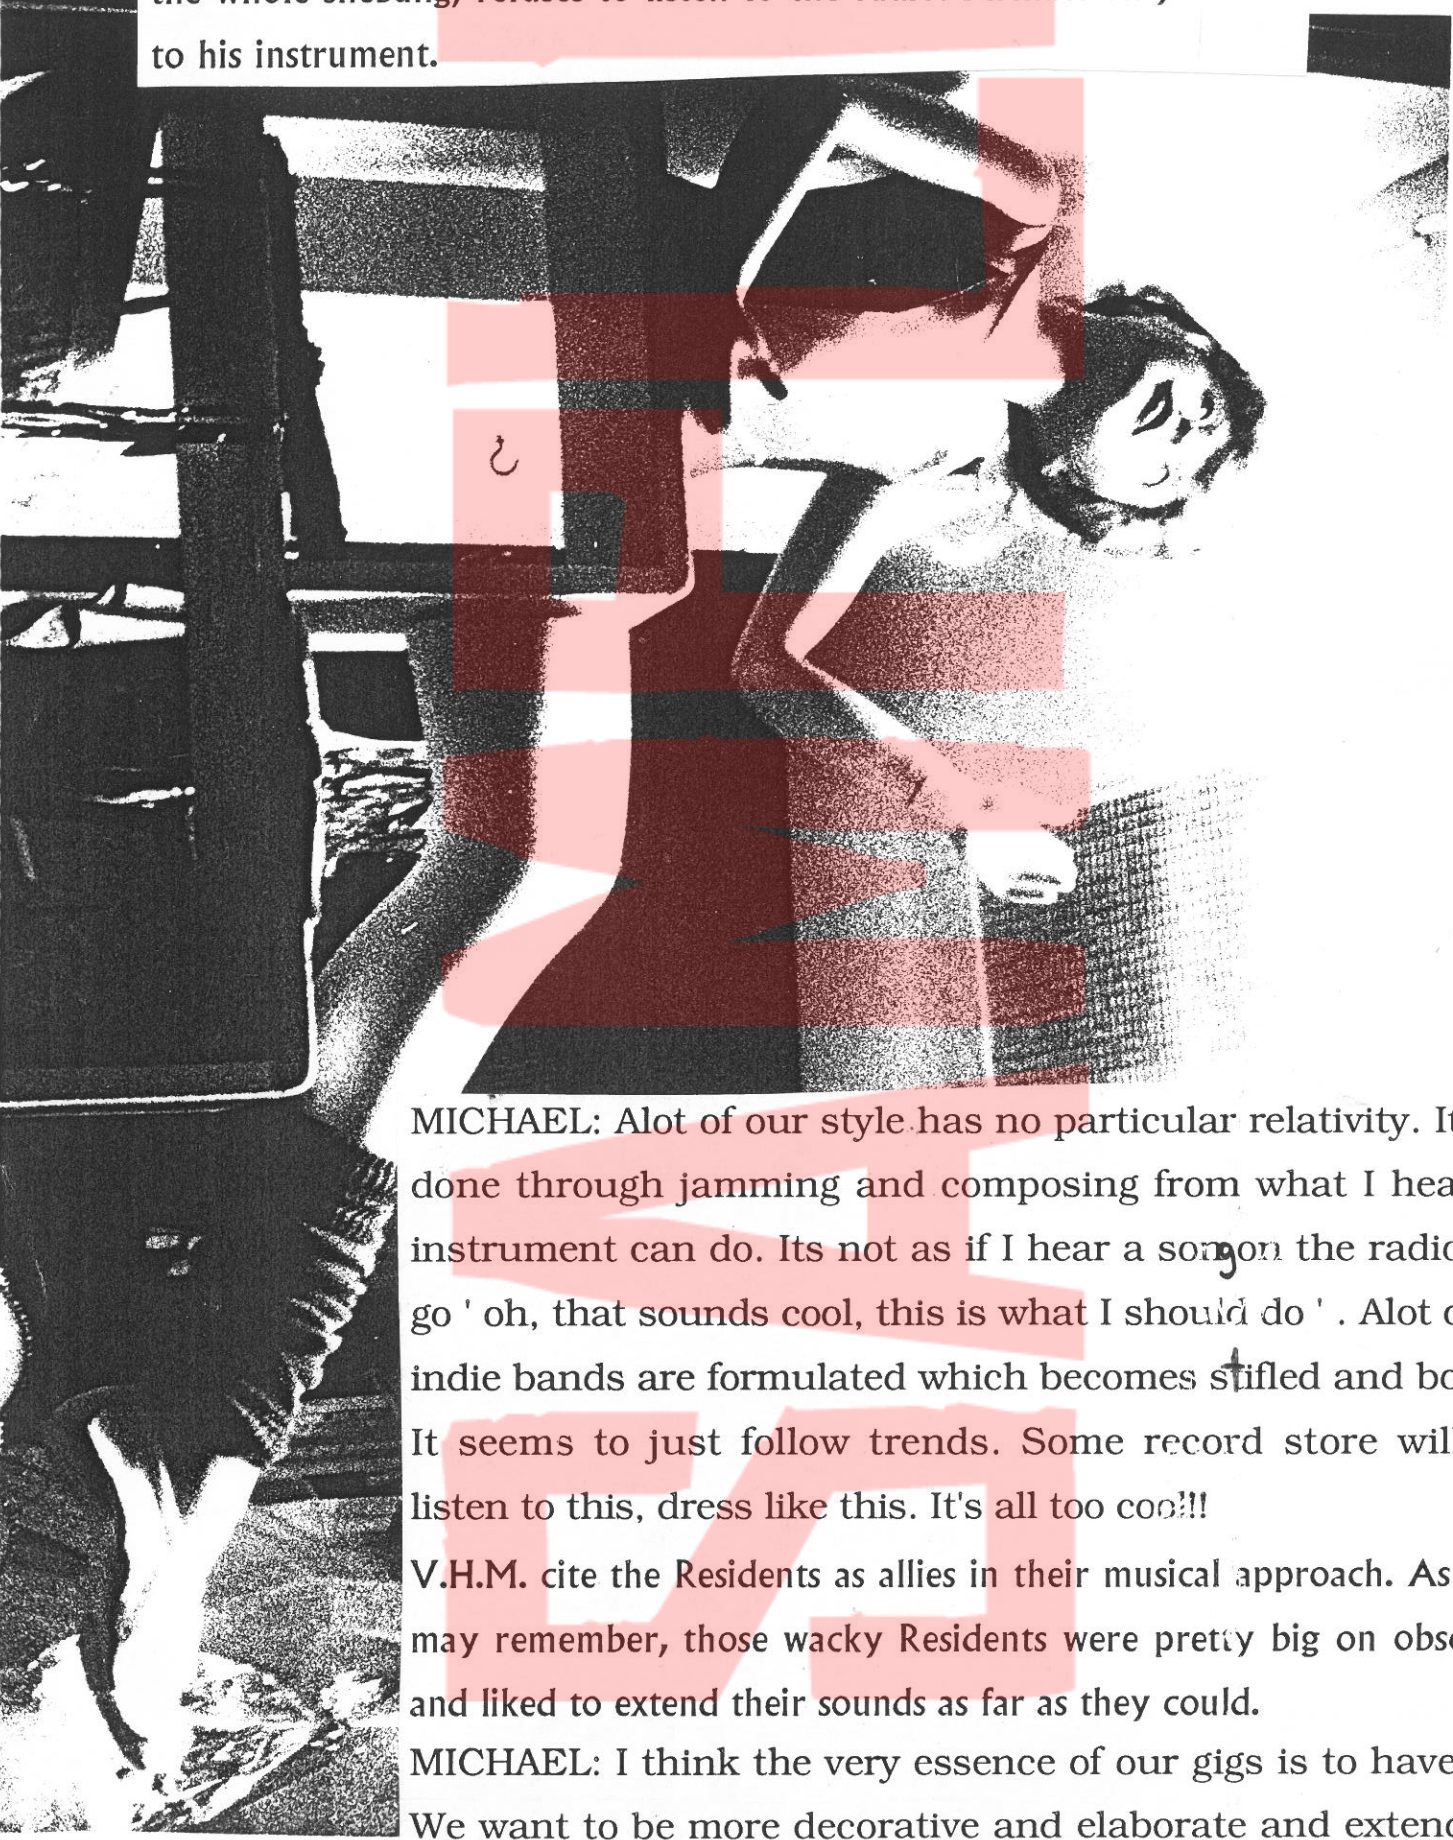 to his instrument.
MICHAEL: Alot of our style has no particular relativity. It
done through jamming and composing from what I hea
instrument can do. Its not as if I hear a song on the radio
go ' oh, that sounds cool, this is what I should do ' . Alot o
indie bands are formulated which becomes stifled and bo
It seems to just follow trends. Some record store wil
listen to this, dress like this. It's all too cool!!
V.H.M. cite the Residents as allies in their musical approach. As
may remember, those wacky Residents were pretty big on obs
and liked to extend their sounds as far as they could.
MICHAEL: I think the very essence of our gigs is to have
We want to be more decorative and elaborate and extend
SAMPLE